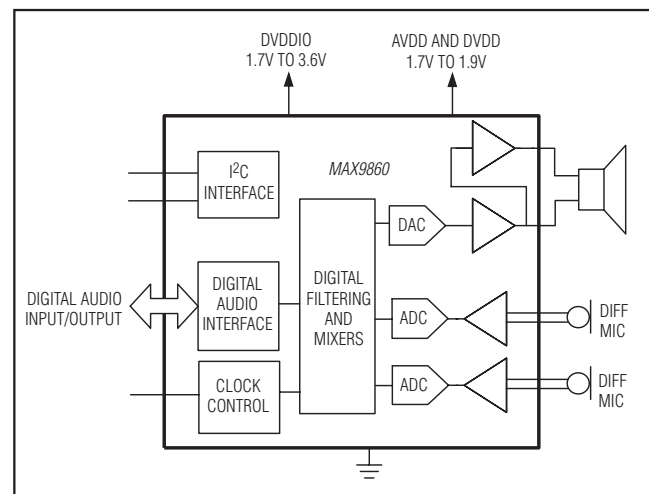 DVDDIO
1.7V TO 3.6V
AVDD AND DVDD
1.7V TO 1.9V
MAX9860
I²C
INTERFACE
DAC
DIGITAL AUDIO
INPUT/OUTPUT
DIGITAL
AUDIO
INTERFACE
DIGITAL
FILTERING
AND
MIXERS
ADC
DIFF
MIC
CLOCK
CONTROL
ADC
DIFF
MIC